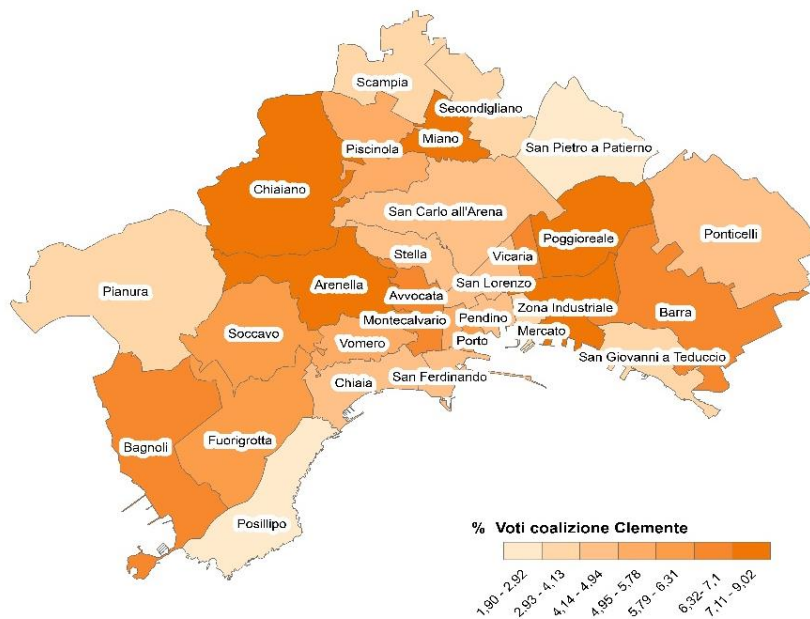 Scampia
Secondigliano
Miano
Piscinola
San Pietro a Patierno
Chiaiano
San Carlo all'Arena
Poggioreale
Ponticelli
Stella
Vicaria
Pianura
Arenella
San Lorenzo
Avvocata
Zona Industriale
Barra
Soccavo
Montecalvario
Pendino
Mercato
Vomero
Porto
San Giovanni a Teduccio
Chiaia
San Ferdinando
Bagnoli
Fuorigrotta
Posillipo
% Voti coalizione Clemente
1,90 - 2,92
2,93 - 4,13
4,14 - 4,94
4,95 - 5,78
5,79 - 6,31
6,32- 7,1
7,11 - 9,02